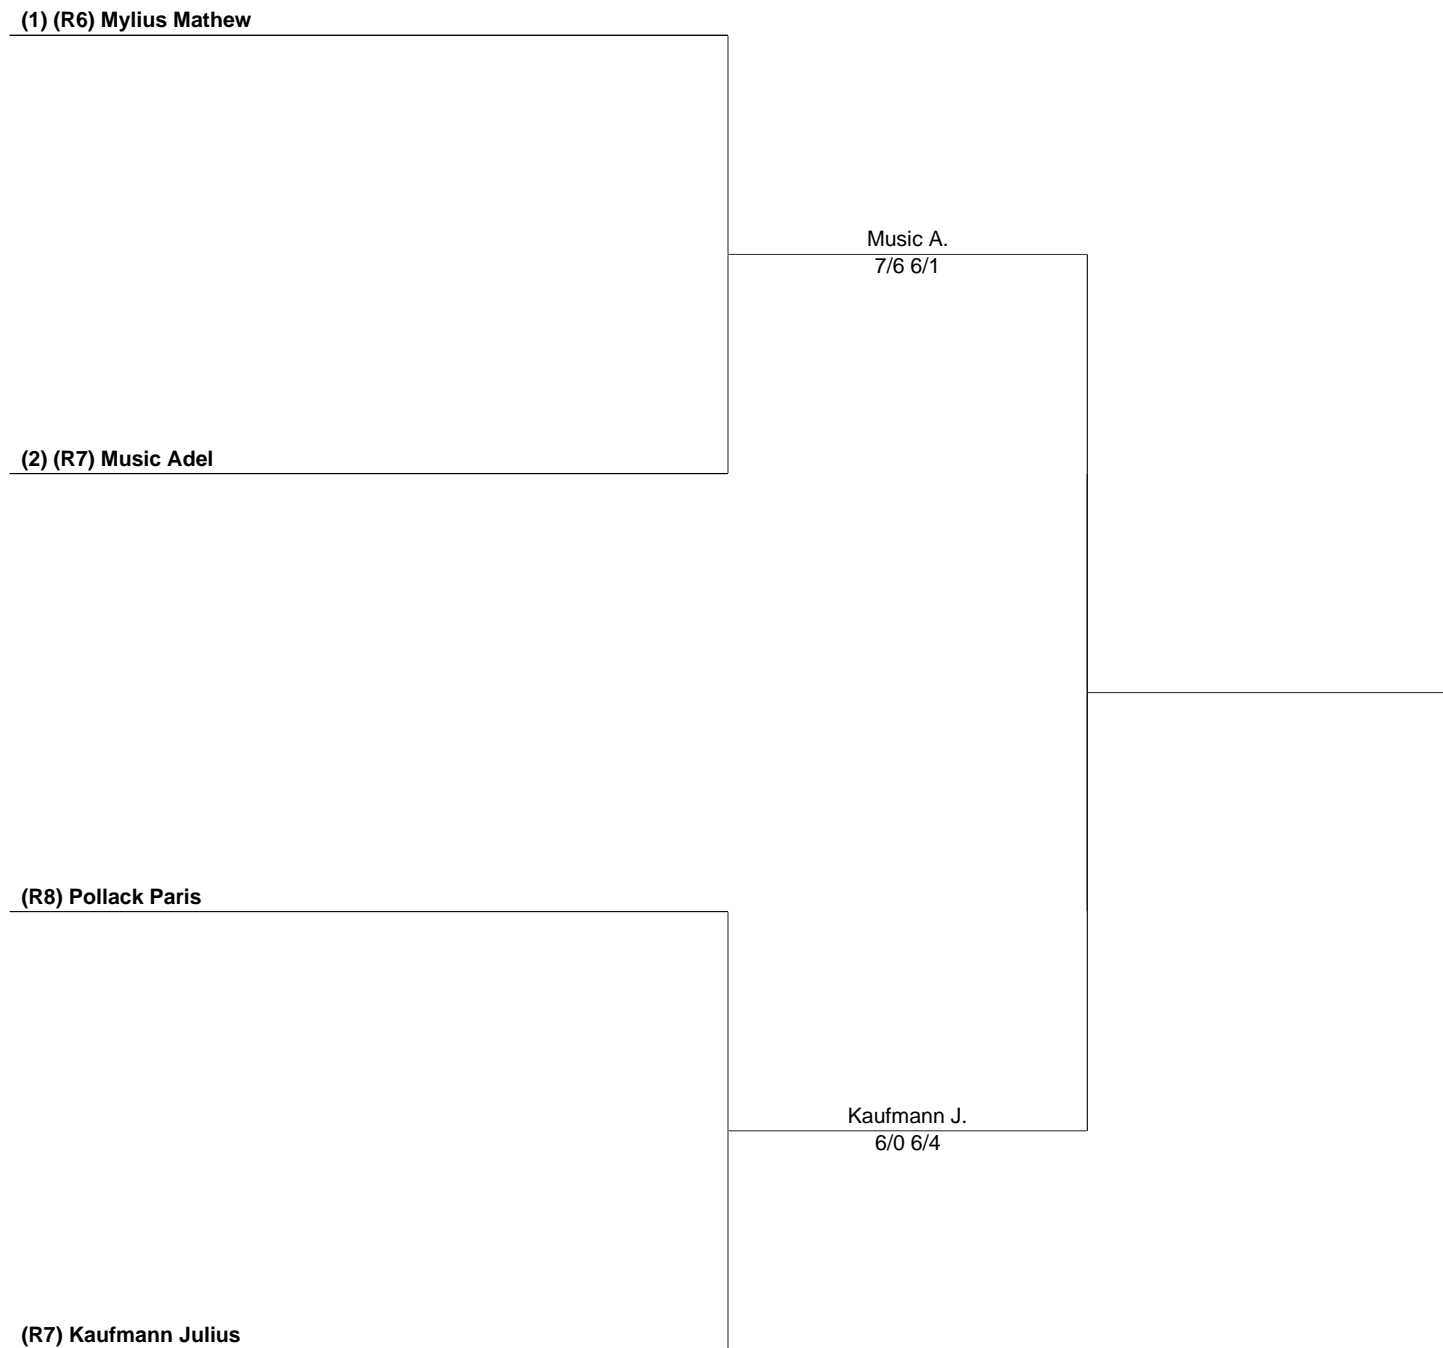 (1) (R6) Mylius Mathew
Music A.
7/6 6/1
(2) (R7) Music Adel
(R8) Pollack Paris
Kaufmann J.
6/0 6/4
(R7) Kaufmann Julius